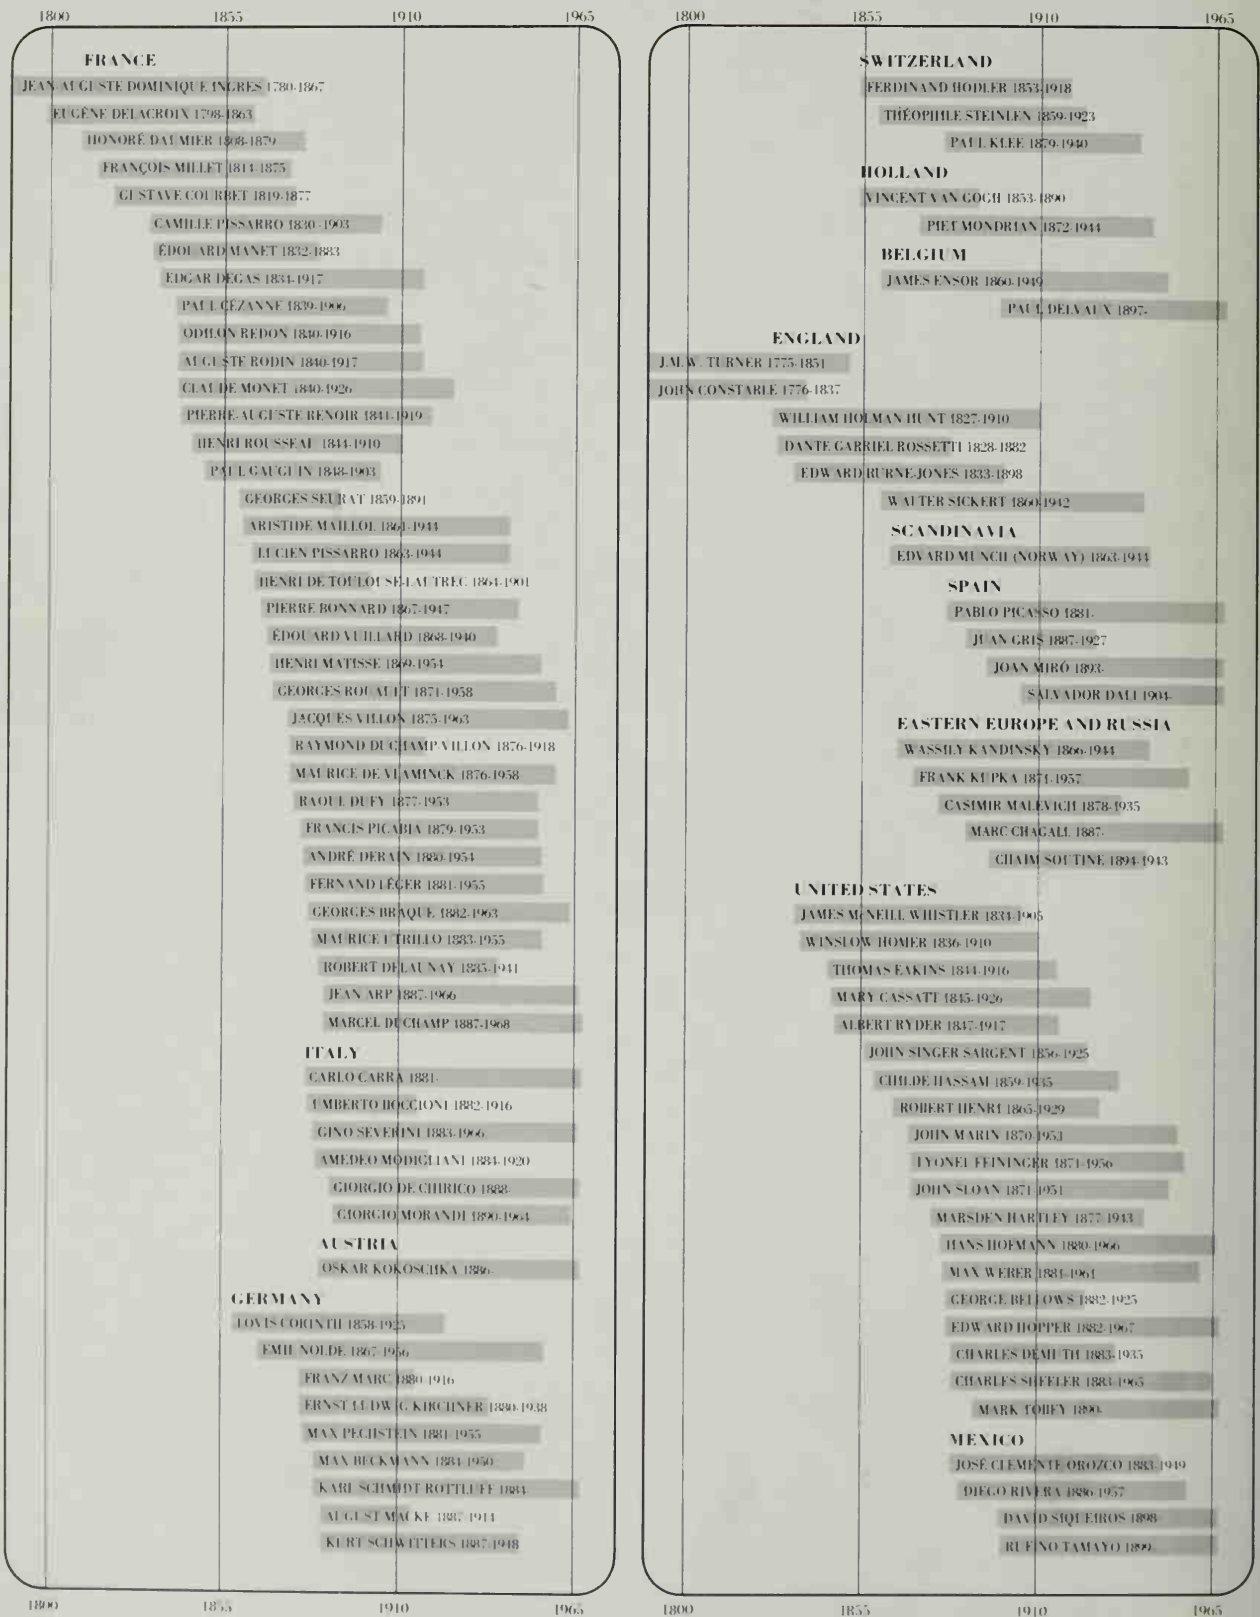 1800 1855 1910 1965
FRANCE
JEAN AUGUSTE DOMINIQUE INGRES 1780-1867
EUGÈNE DELACROIX 1798-1863
HONORÉ DAUMIER 1808-1879
FRANÇOIS MILLET 1814-1875
GUSTAVE COURBET 1819-1877
CAMILLE PISSARRO 1830-1903
ÉDOUARD MANET 1832-1883
EDGAR DEGAS 1834-1917
PAUL CÉZANNE 1839-1906
ODILON REDON 1840-1916
AUGUSTE RODIN 1840-1917
CLAUDE MONET 1840-1926
PIERRE-AUGUSTE RENOIR 1841-1919
HENRI ROUSSEAU 1844-1910
PAUL GAUGUIN 1848-1903
GEORGES SEURAT 1859-1891
ARISTIDE MAILLOL 1861-1944
LUCIEN PISSARRO 1863-1944
HENRI DE TOULOUSE-LAUTREC 1864-1901
PIERRE BONNARD 1867-1947
ÉDOUARD VUILLARD 1868-1940
HENRI MATISSE 1869-1954
GEORGES ROUAULT 1871-1958
JACQUES VILLON 1875-1963
RAYMOND DUCHAMP-VILLON 1876-1918
MAURICE DE VLAMINCK 1876-1958
RAOUL DUFY 1877-1953
FRANCIS PICABIA 1879-1953
ANDRÉ DERAIN 1880-1954
FERNAND LÉGER 1881-1955
GEORGES BRAQUE 1882-1963
MAURICE UTRILLO 1883-1955
ROBERT DELAUNAY 1885-1941
JEAN ARP 1887-1966
MARCEL DUCHAMP 1887-1968
ITALY
CARLO CARRA 1881-
UMBERTO BOCCIONI 1882-1916
GINO SEVERINI 1883-1966
AMEDEO MODIGLIANI 1884-1920
GIORGIO DE CHIRICO 1888-
GIORGIO MORANDI 1890-1964
AUSTRIA
OSKAR KOKOSCHKA 1886-
GERMANY
LOVIS CORINTH 1858-1925
EMIL NOLDE 1867-1956
FRANZ MARC 1880-1916
ERNST LUDWIG KIRCHNER 1880-1938
MAX PECHSTEIN 1881-1955
MAX BECKMANN 1884-1950
KARL SCHMIDT ROTTLUFF 1884-
AUGUST MACKE 1887-1914
KURT SCHWITTERS 1887-1948
1800 1855 1910 1965
1800 1855 1910 1965
SWITZERLAND
FERDINAND HODLER 1853-1918
THÉOPHILE STEINLEN 1859-1923
PAUL KLEE 1879-1940
HOLLAND
VINCENT VAN GOGH 1853-1890
PIET MONDRIAN 1872-1944
BELGIUM
JAMES ENSOR 1860-1949
PAUL DELVAUX 1897-
ENGLAND
J.M.W. TURNER 1775-1851
JOHN CONSTABLE 1776-1837
WILLIAM HOLMAN HUNT 1827-1910
DANTE GABRIEL ROSSETTI 1828-1882
EDWARD BURNE-JONES 1833-1898
WALTER SICKERT 1860-1942
SCANDINAVIA
EDVARD MUNCH (NORWAY) 1863-1944
SPAIN
PABLO PICASSO 1881-
JUAN GRIS 1887-1927
JOAN MIRÓ 1893-
SALVADOR DALI 1904-
EASTERN EUROPE AND RUSSIA
WASSILY KANDINSKY 1866-1944
FRANK KUPKA 1871-1957
CASIMIR MALEVICH 1878-1935
MARC CHAGALL 1887-
CHAIM SOUTINE 1894-1943
UNITED STATES
JAMES McNEILL WHISTLER 1834-1903
WINSLOW HOMER 1836-1910
THOMAS EAKINS 1844-1916
MARY CASSATT 1845-1926
ALBERT RYDER 1847-1917
JOHN SINGER SARGENT 1856-1925
CHILDE HASSAM 1859-1935
ROBERT HENRI 1865-1929
JOHN MARIN 1870-1953
LYONEL FEININGER 1871-1956
JOHN SLOAN 1871-1951
MARSDEN HARTLEY 1877-1943
HANS HOFMANN 1880-1966
MAX WEBER 1881-1961
GEORGE BELLOWS 1882-1925
EDWARD HOPPER 1882-1967
CHARLES DEMUTH 1883-1935
CHARLES SHEELER 1883-1965
MARK TOBEY 1890-
MEXICO
JOSÉ CLEMENTE OROZCO 1883-1949
DIEGO RIVERA 1886-1957
DAVID SIQUEIROS 1898-
RUFINO TAMAYO 1899-
1800 1855 1910 1965